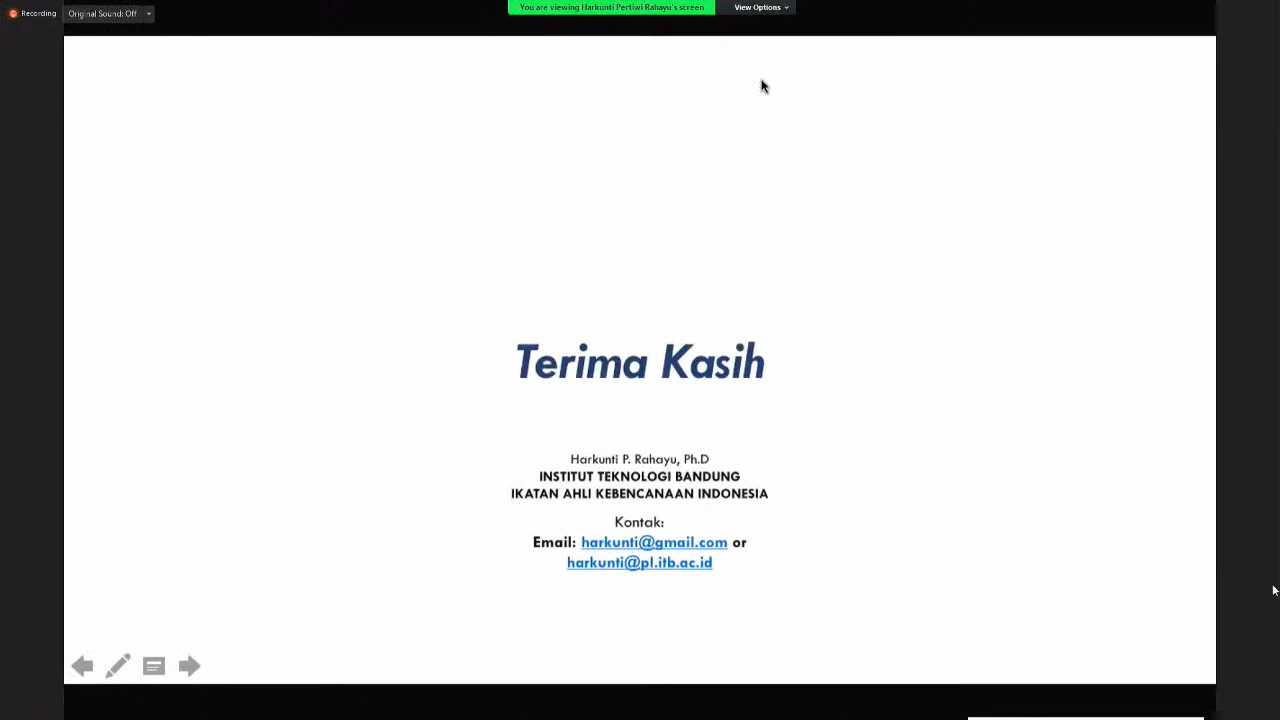 Recording
Original Sound: Off
You are viewing Harkunti Pertiwi Rahayu's screen
View Options
Terima Kasih
Harkunti P. Rahayu, Ph.D
INSTITUT TEKNOLOGI BANDUNG
IKATAN AHLI KEBENCANAAN INDONESIA
Kontak:
Email: harkunti@gmail.com or
harkunti@pl.itb.ac.id